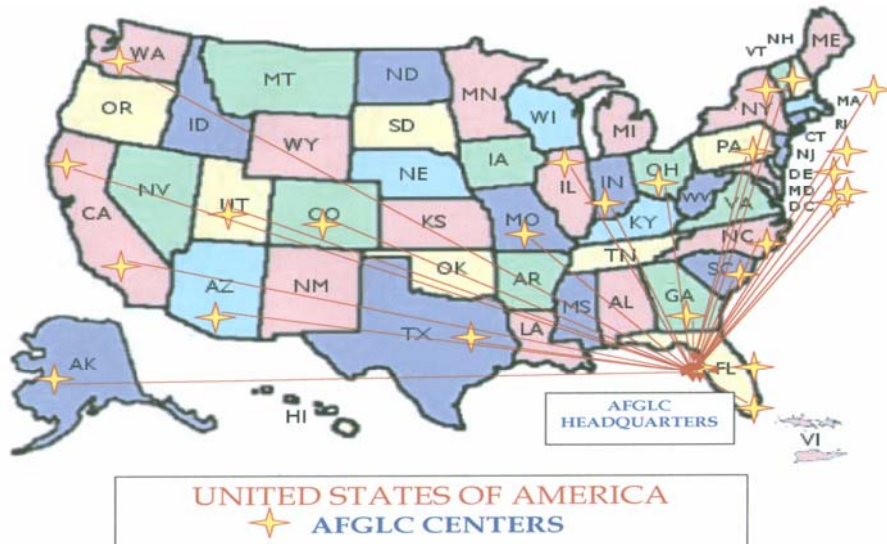 WA
MT
ND
MN
VT
NH
ME
OR
ID
SD
WI
MI
NY
MA
RI
WY
IA
PA
CT
NJ
NE
OH
DE
NV
UT
CO
IL
IN
WV
MD
VA
DC
CA
KS
MO
KY
NC
OK
TN
AZ
NM
AR
SC
MS
AL
GA
TX
LA
AK
FL
HI
AFGLC
HEADQUARTERS
VI
UNITED STATES OF AMERICA
AFGLC CENTERS